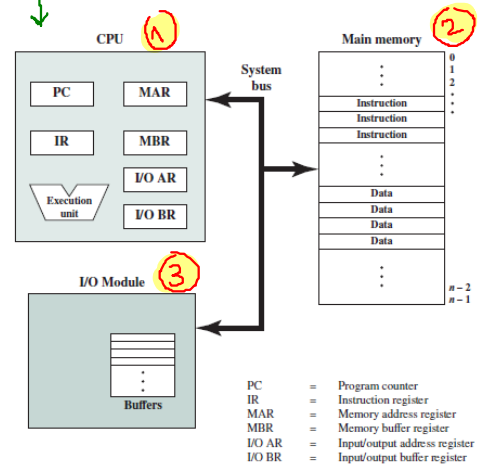 CPU
1
Main memory
2
System
bus
PC
MAR
IR
MBR
Execution
unit
I/O AR
I/O BR
0
1
2
Instruction
Instruction
Instruction
Data
Data
Data
Data
n – 2
n – 1
I/O Module
3
Buffers
PC = Program counter
IR = Instruction register
MAR = Memory address register
MBR = Memory buffer register
I/O AR = Input/output address register
I/O BR = Input/output buffer register